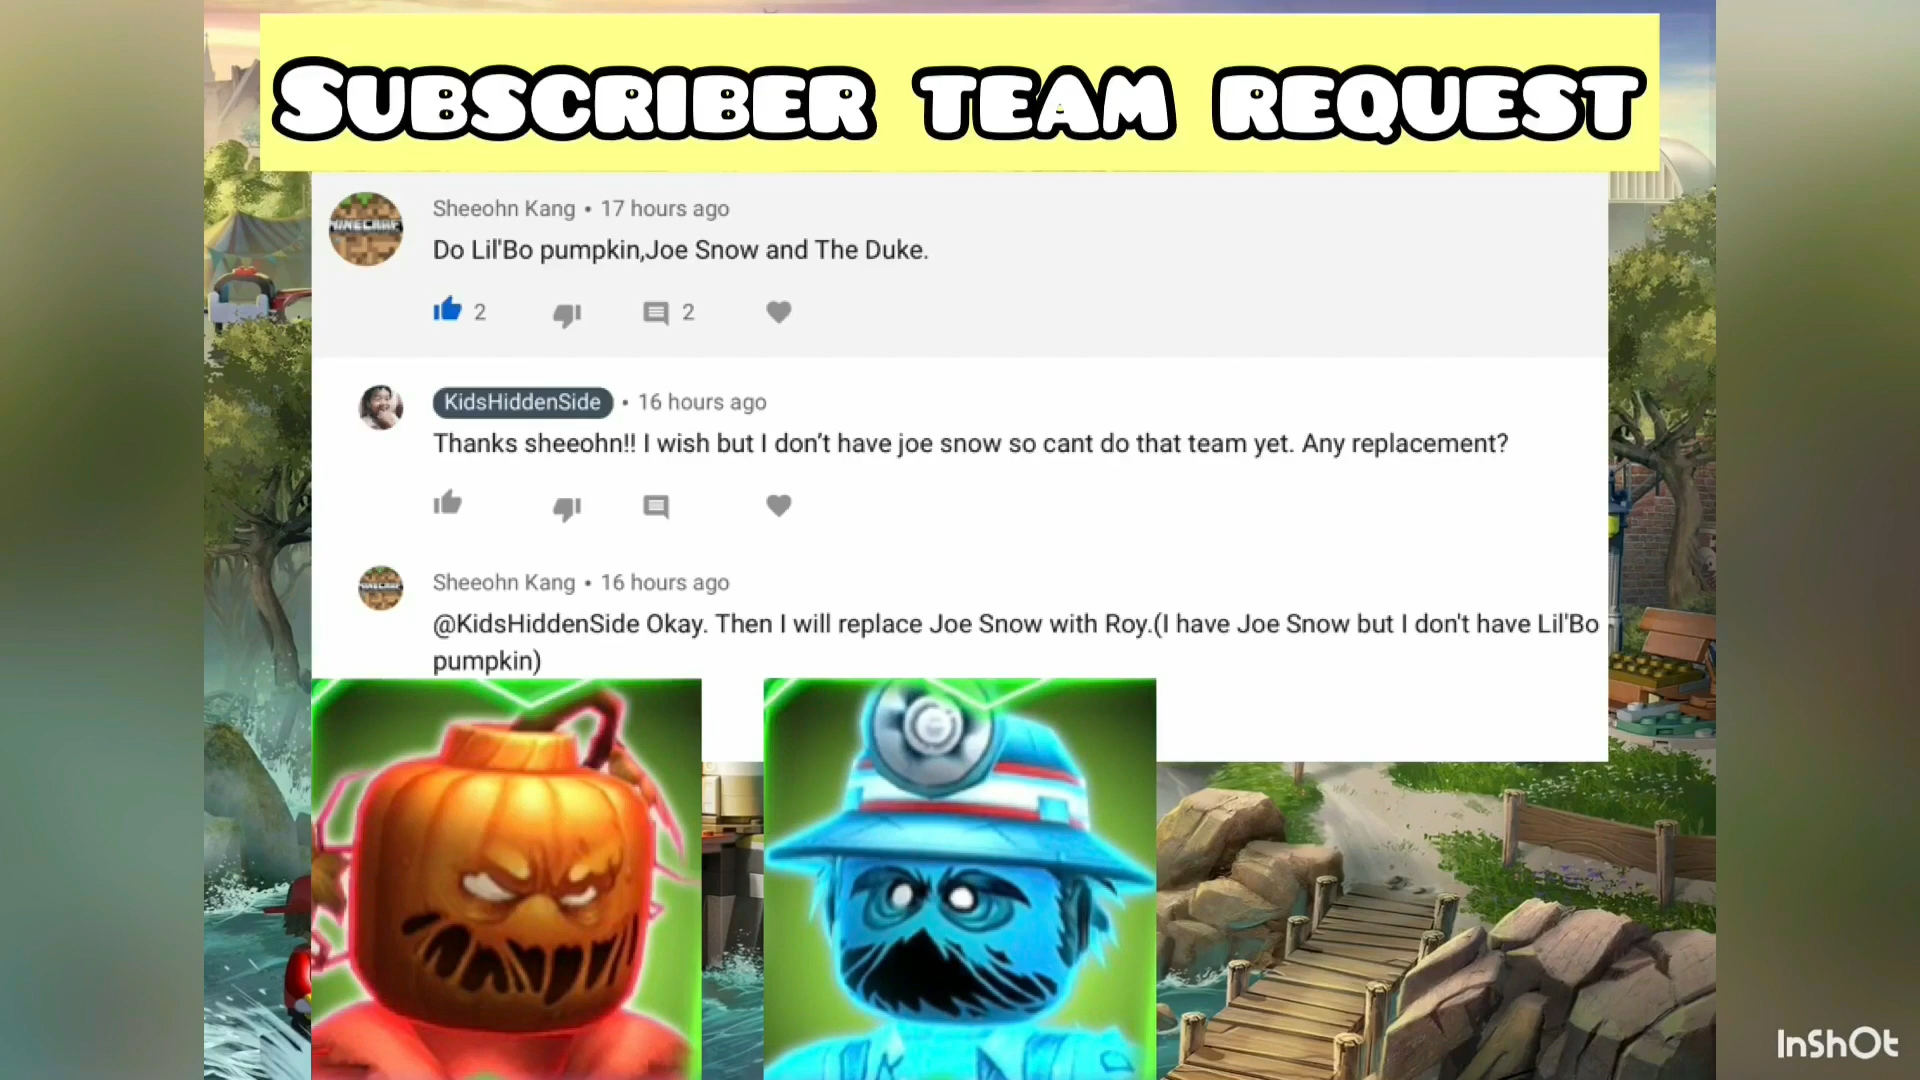 SUBSCRIBER TEAM REQUEST
Sheeohn Kang • 17 hours ago
Do Lil'Bo pumpkin,Joe Snow and The Duke.
2 2
KidsHiddenSide • 16 hours ago
Thanks sheeohn!! I wish but I don’t have joe snow so cant do that team yet. Any replacement?
Sheeohn Kang • 16 hours ago
@KidsHiddenSide Okay. Then I will replace Joe Snow with Roy.(I have Joe Snow but I don't have Lil'Bo
pumpkin)
InShOt